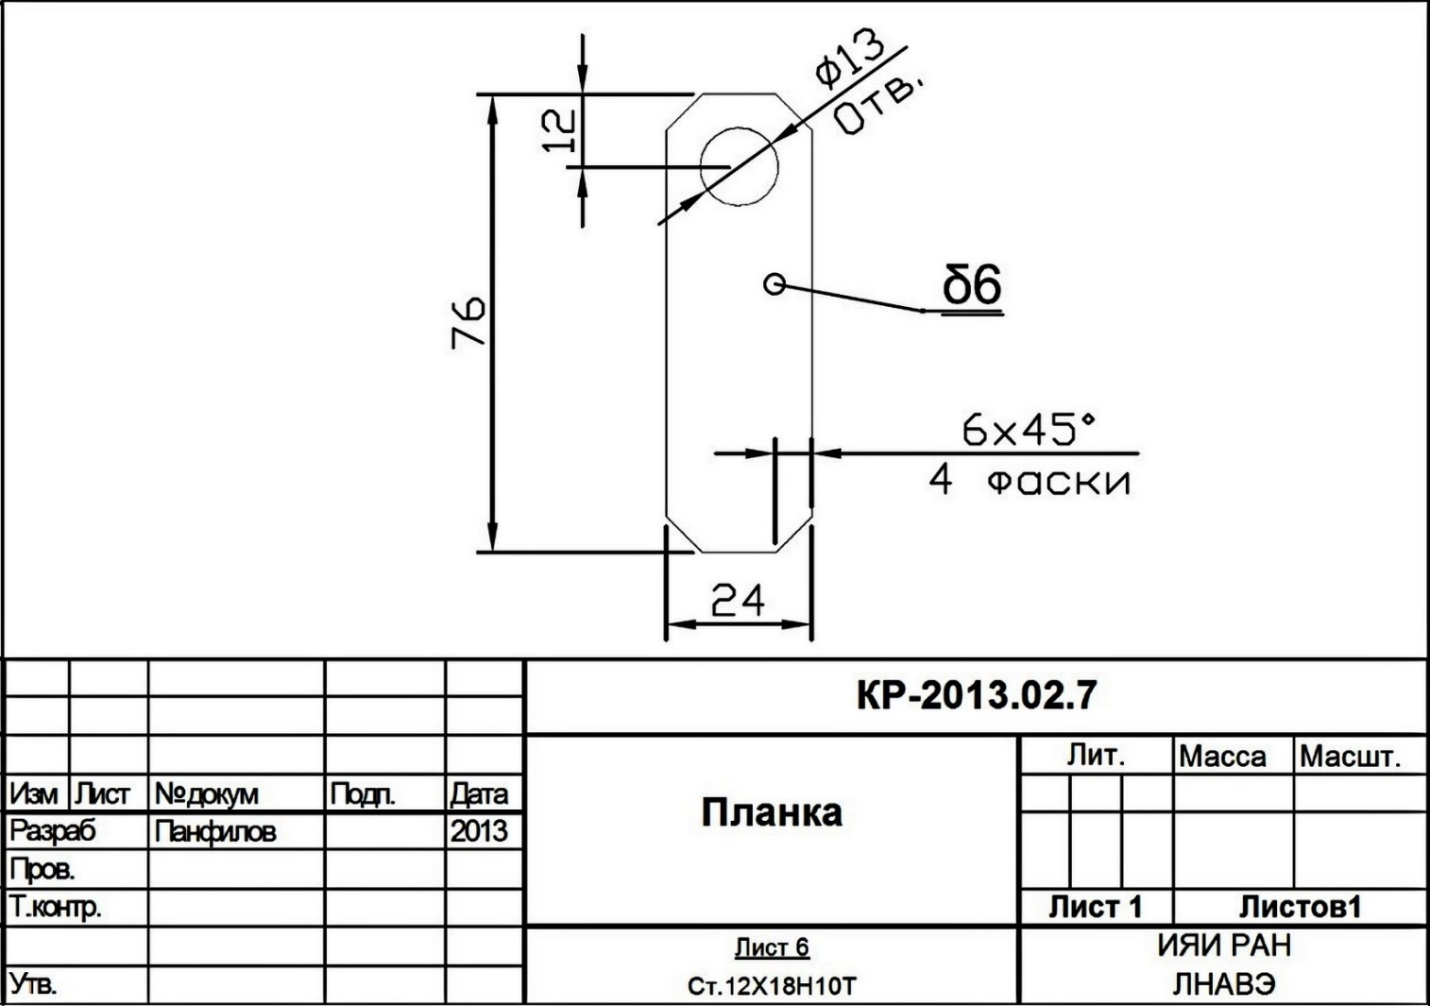 ø13
Отв.
12
76
δ6
6х45°
4 фаски
24
КР-2013.02.7
Лит. Масса Масшт.
Изм Лист №докум Подп. Дата
Планка
Разраб Панфилов 2013
Пров.
Т.контр.
Лист 1 Листов1
Лист 6
ИЯИ РАН
Утв.
Ст.12Х18Н10Т
ЛНАВЭ